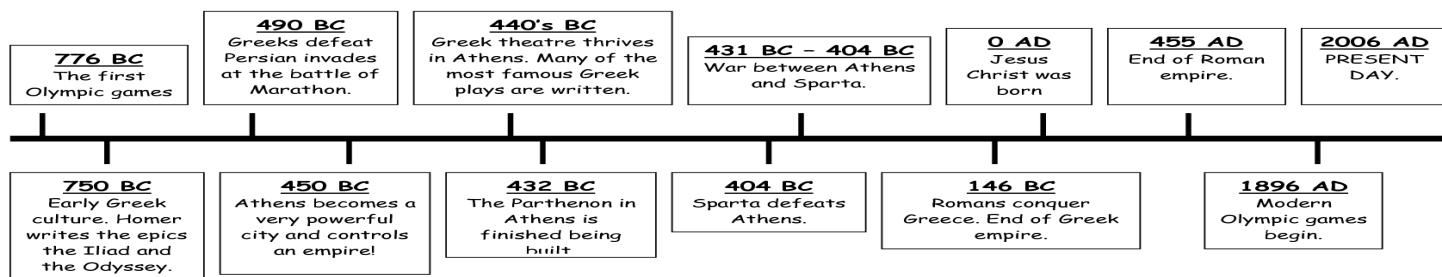 776 BC
The first
Olympic games
490 BC
Greeks defeat
Persian invades
at the battle of
Marathon.
440's BC
Greek theatre thrives
in Athens. Many of the
most famous Greek
plays are written.
431 BC – 404 BC
War between Athens
and Sparta.
0 AD
Jesus
Christ was
born
455 AD
End of Roman
empire.
2006 AD
PRESENT
DAY.
750 BC
Early Greek
culture. Homer
writes the epics
the Iliad and
the Odyssey.
450 BC
Athens becomes a
very powerful
city and controls
an empire!
432 BC
The Parthenon in
Athens is
finished being
built
404 BC
Sparta defeats
Athens.
146 BC
Romans conquer
Greece. End of Greek
empire.
1896 AD
Modern
Olympic games
begin.